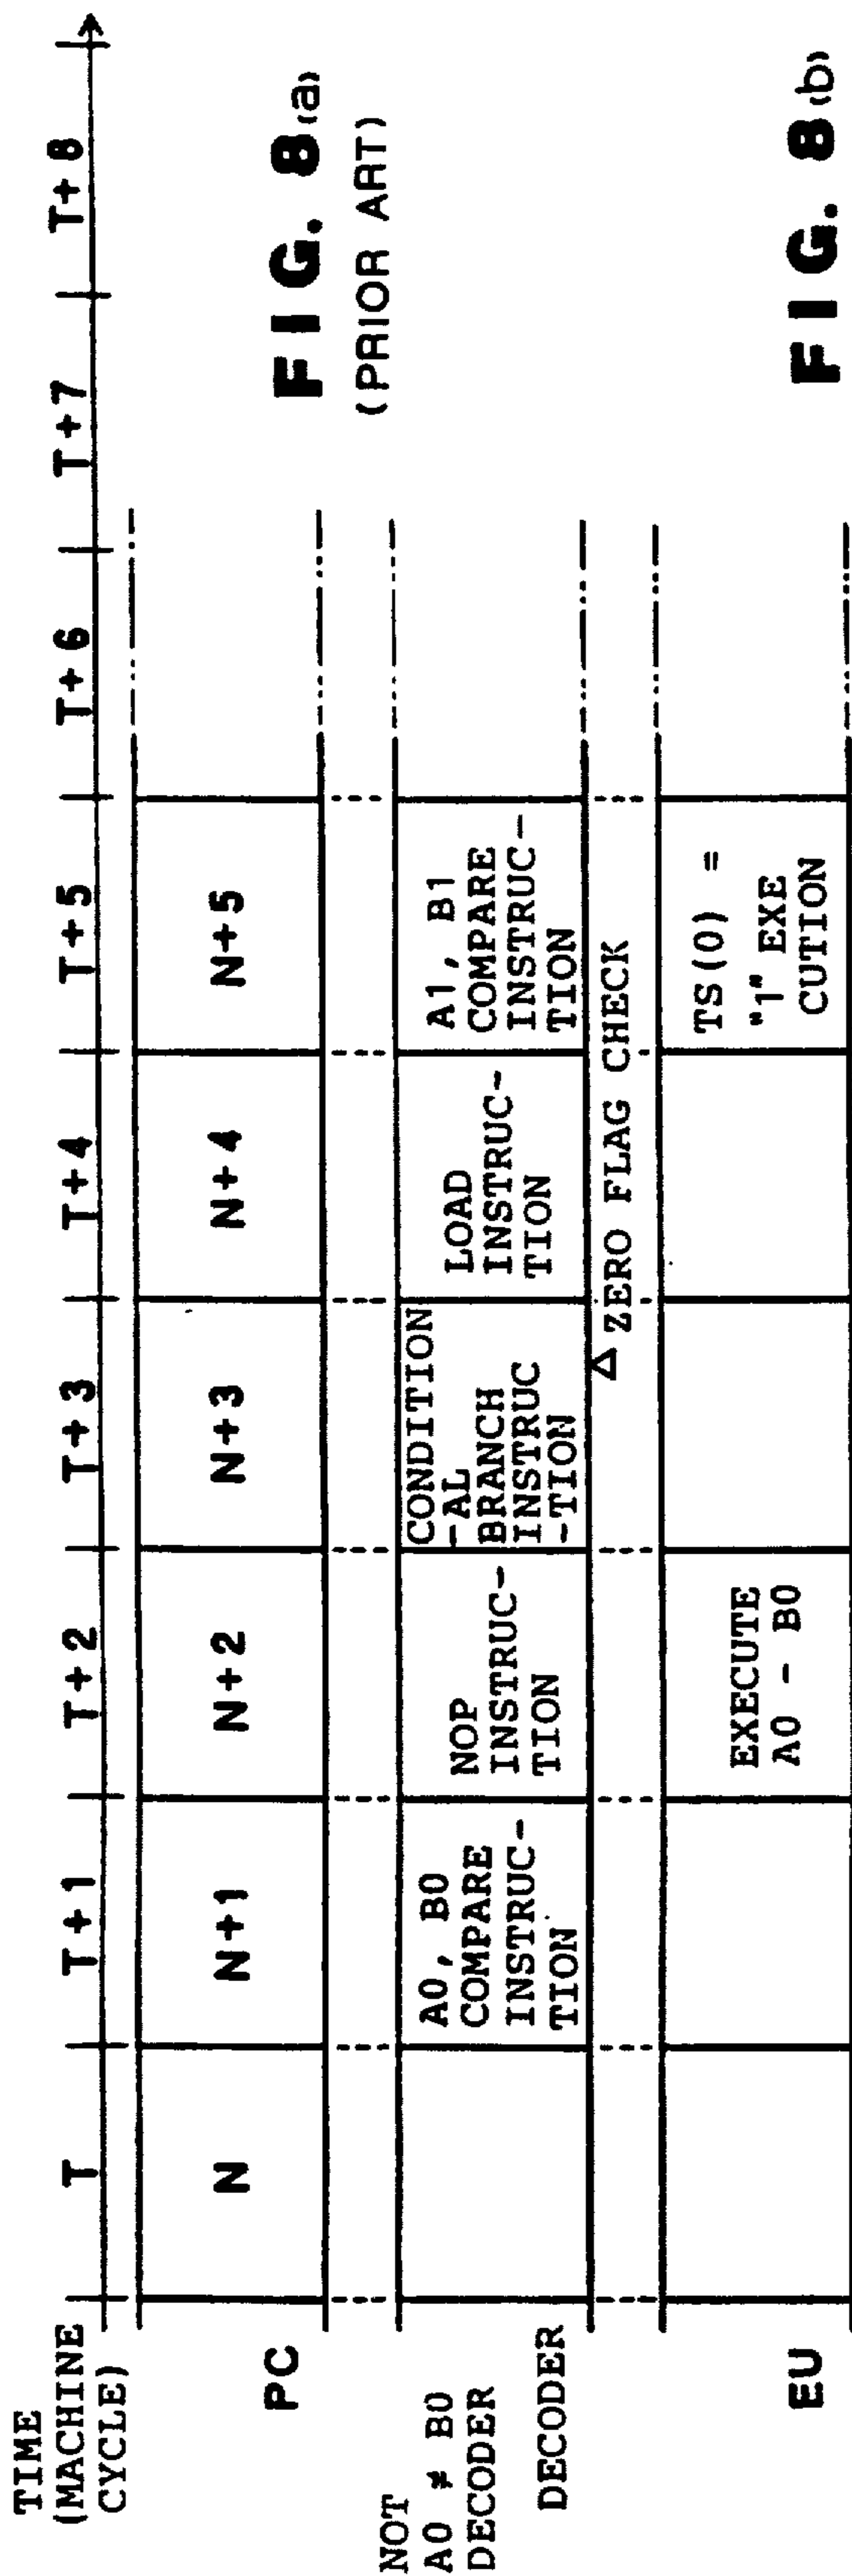 TIME
(MACHINE
CYCLE)
T
T+1
T+2
T+3
T+4
T+5
T+6
T+7
T+8
PC
N
N+1
N+2
N+3
N+4
N+5
FIG. 8(a)
(PRIOR ART)
NOT
A0 ≠ B0
DECODER
DECODER
A0, B0
COMPARE
INSTRUC-
TION
NOP
INSTRUC-
TION
CONDITION
-AL
BRANCH
INSTRUC
-TION
LOAD
INSTRUC-
TION
A1, B1
COMPARE
INSTRUC-
TION
Δ ZERO FLAG CHECK
EU
EXECUTE
A0 - B0
TS(0) =
"1" EXE
CUTION
FIG. 8(b)